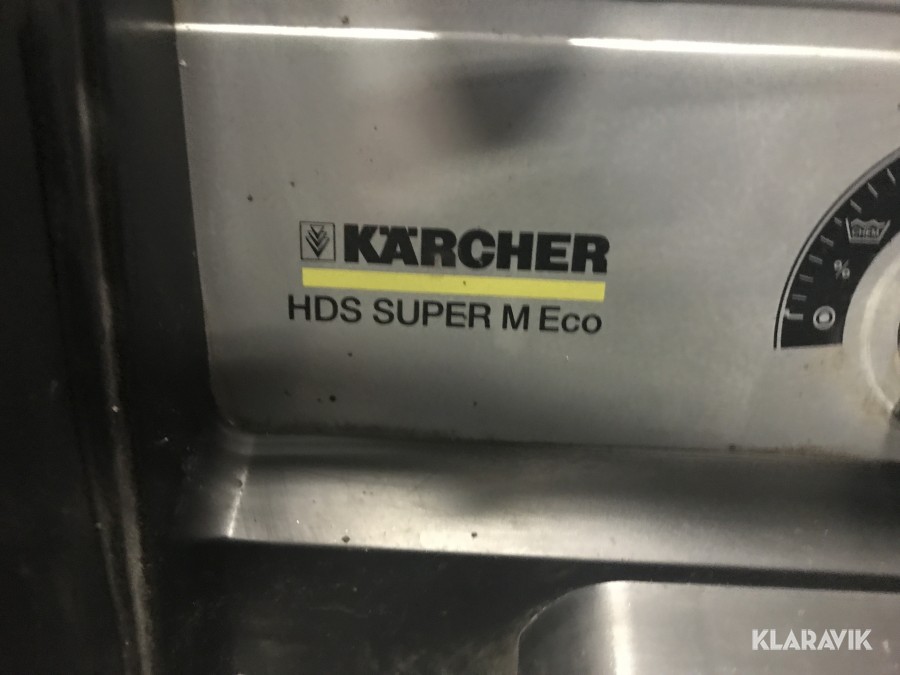 KÄRCHER
HDS SUPER M Eco
%
KLARAVIK